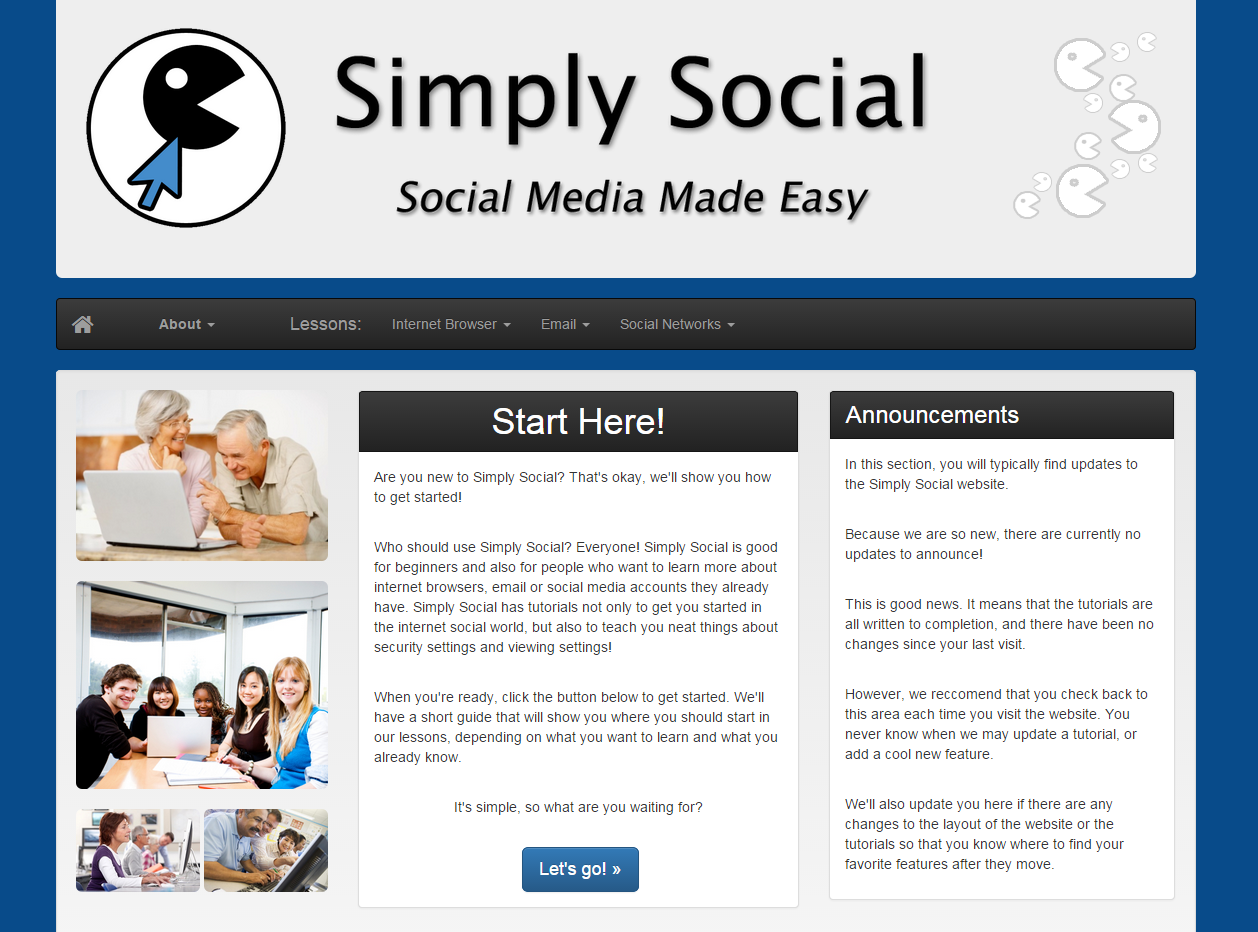 Simply Social
Social Media Made Easy
About
Lessons:
Internet Browser
Email
Social Networks
Start Here!
Are you new to Simply Social? That's okay, we'll show you how
to get started!
Who should use Simply Social? Everyone! Simply Social is good
for beginners and also for people who want to learn more about
internet browsers, email or social media accounts they already
have. Simply Social has tutorials not only to get you started in
the internet social world, but also to teach you neat things about
security settings and viewing settings!
When you're ready, click the button below to get started. We'll
have a short guide that will show you where you should start in
our lessons, depending on what you want to learn and what you
already know.
It's simple, so what are you waiting for?
Let's go! »
Announcements
In this section, you will typically find updates to
the Simply Social website.
Because we are so new, there are currently no
updates to announce!
This is good news. It means that the tutorials are
all written to completion, and there have been no
changes since your last visit.
However, we reccomend that you check back to
this area each time you visit the website. You
never know when we may update a tutorial, or
add a cool new feature.
We'll also update you here if there are any
changes to the layout of the website or the
tutorials so that you know where to find your
favorite features after they move.